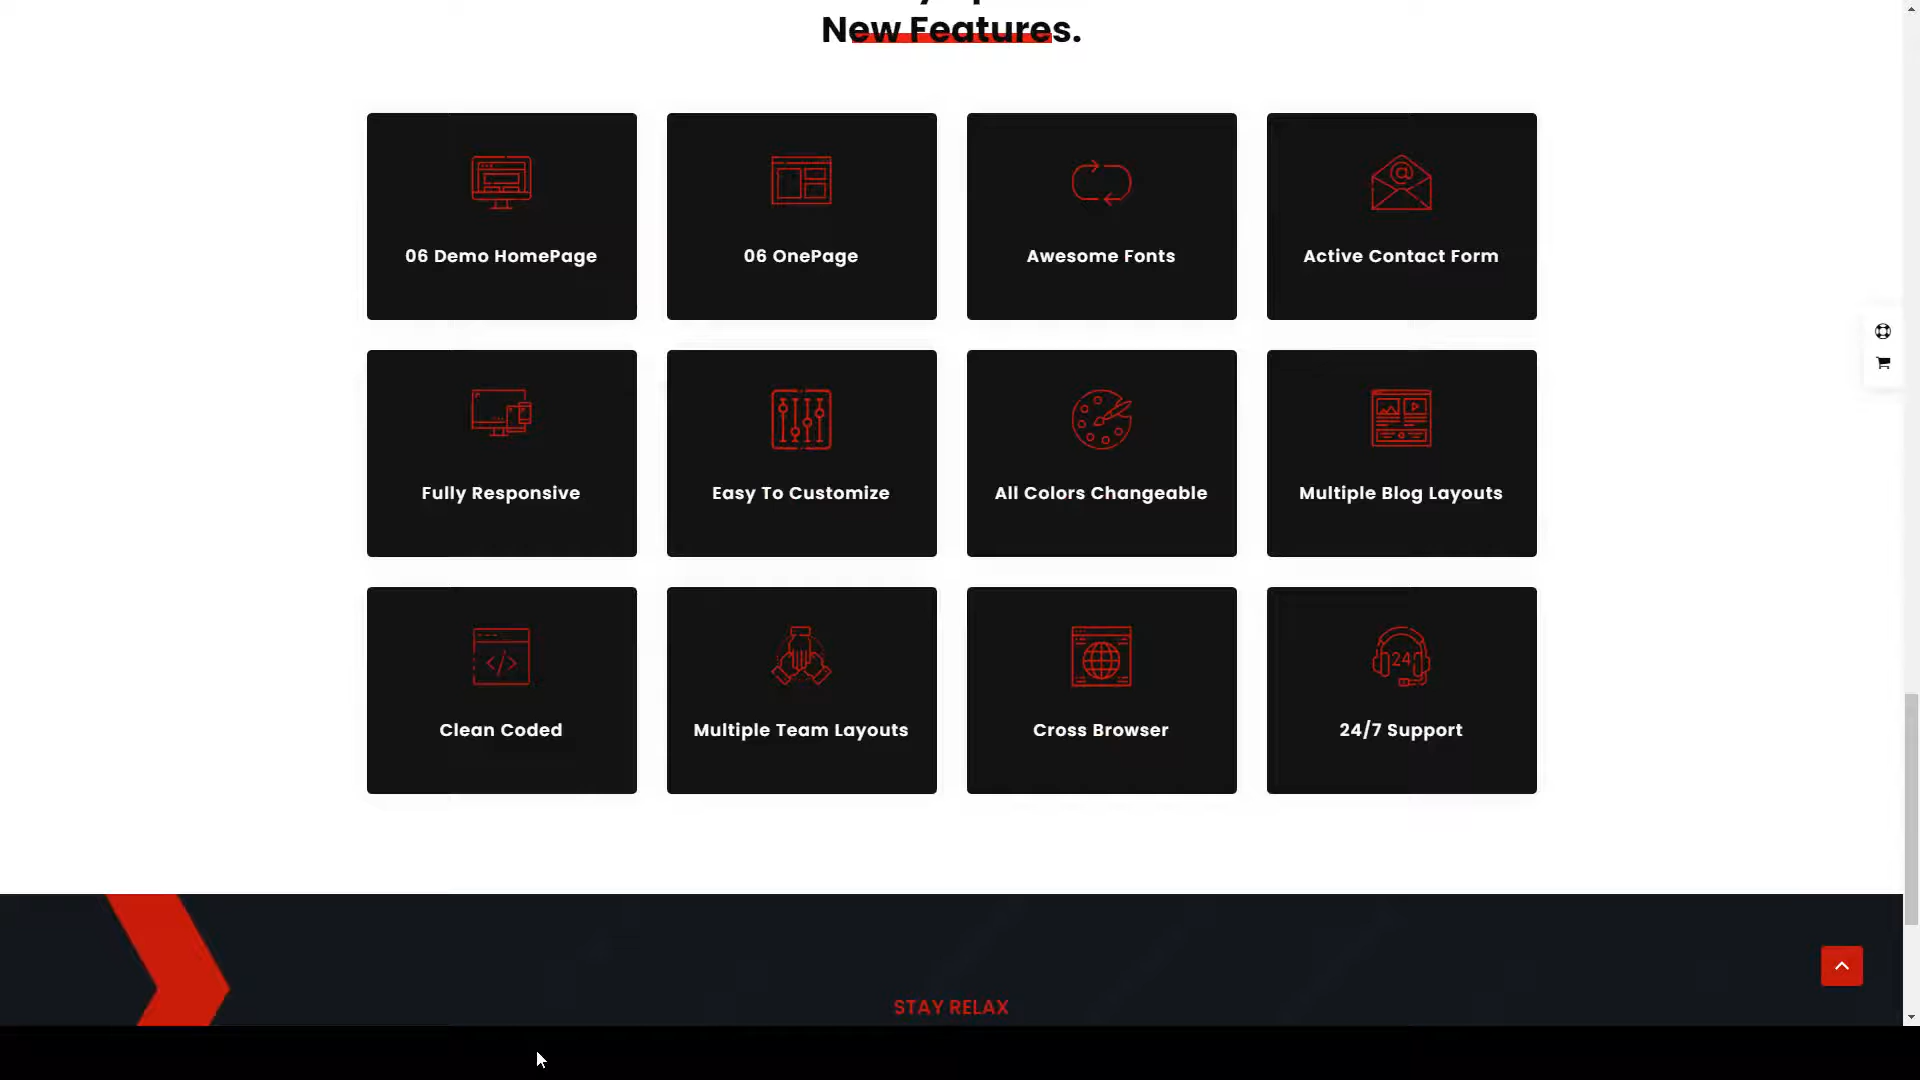 New Features.
06 Demo HomePage
06 OnePage
Awesome Fonts
Active Contact Form
Fully Responsive
Easy To Customize
All Colors Changeable
Multiple Blog Layouts
Clean Coded
Multiple Team Layouts
Cross Browser
24
24/7 Support
STAY RELAX